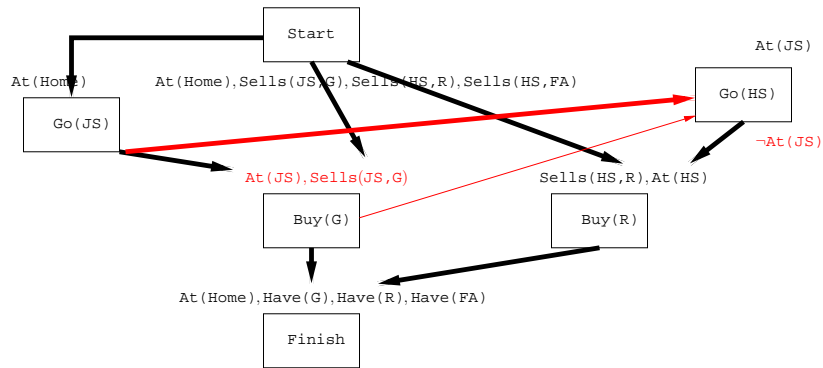 Start
At(JS)
At(Home)
At(Home),Sells(JS,G),Sells(HS,R),Sells(HS,FA)
Go(HS)
Go(JS)
¬At(JS)
At(JS),Sells(JS,G)
Sells(HS,R),At(HS)
Buy(G)
Buy(R)
At(Home),Have(G),Have(R),Have(FA)
Finish